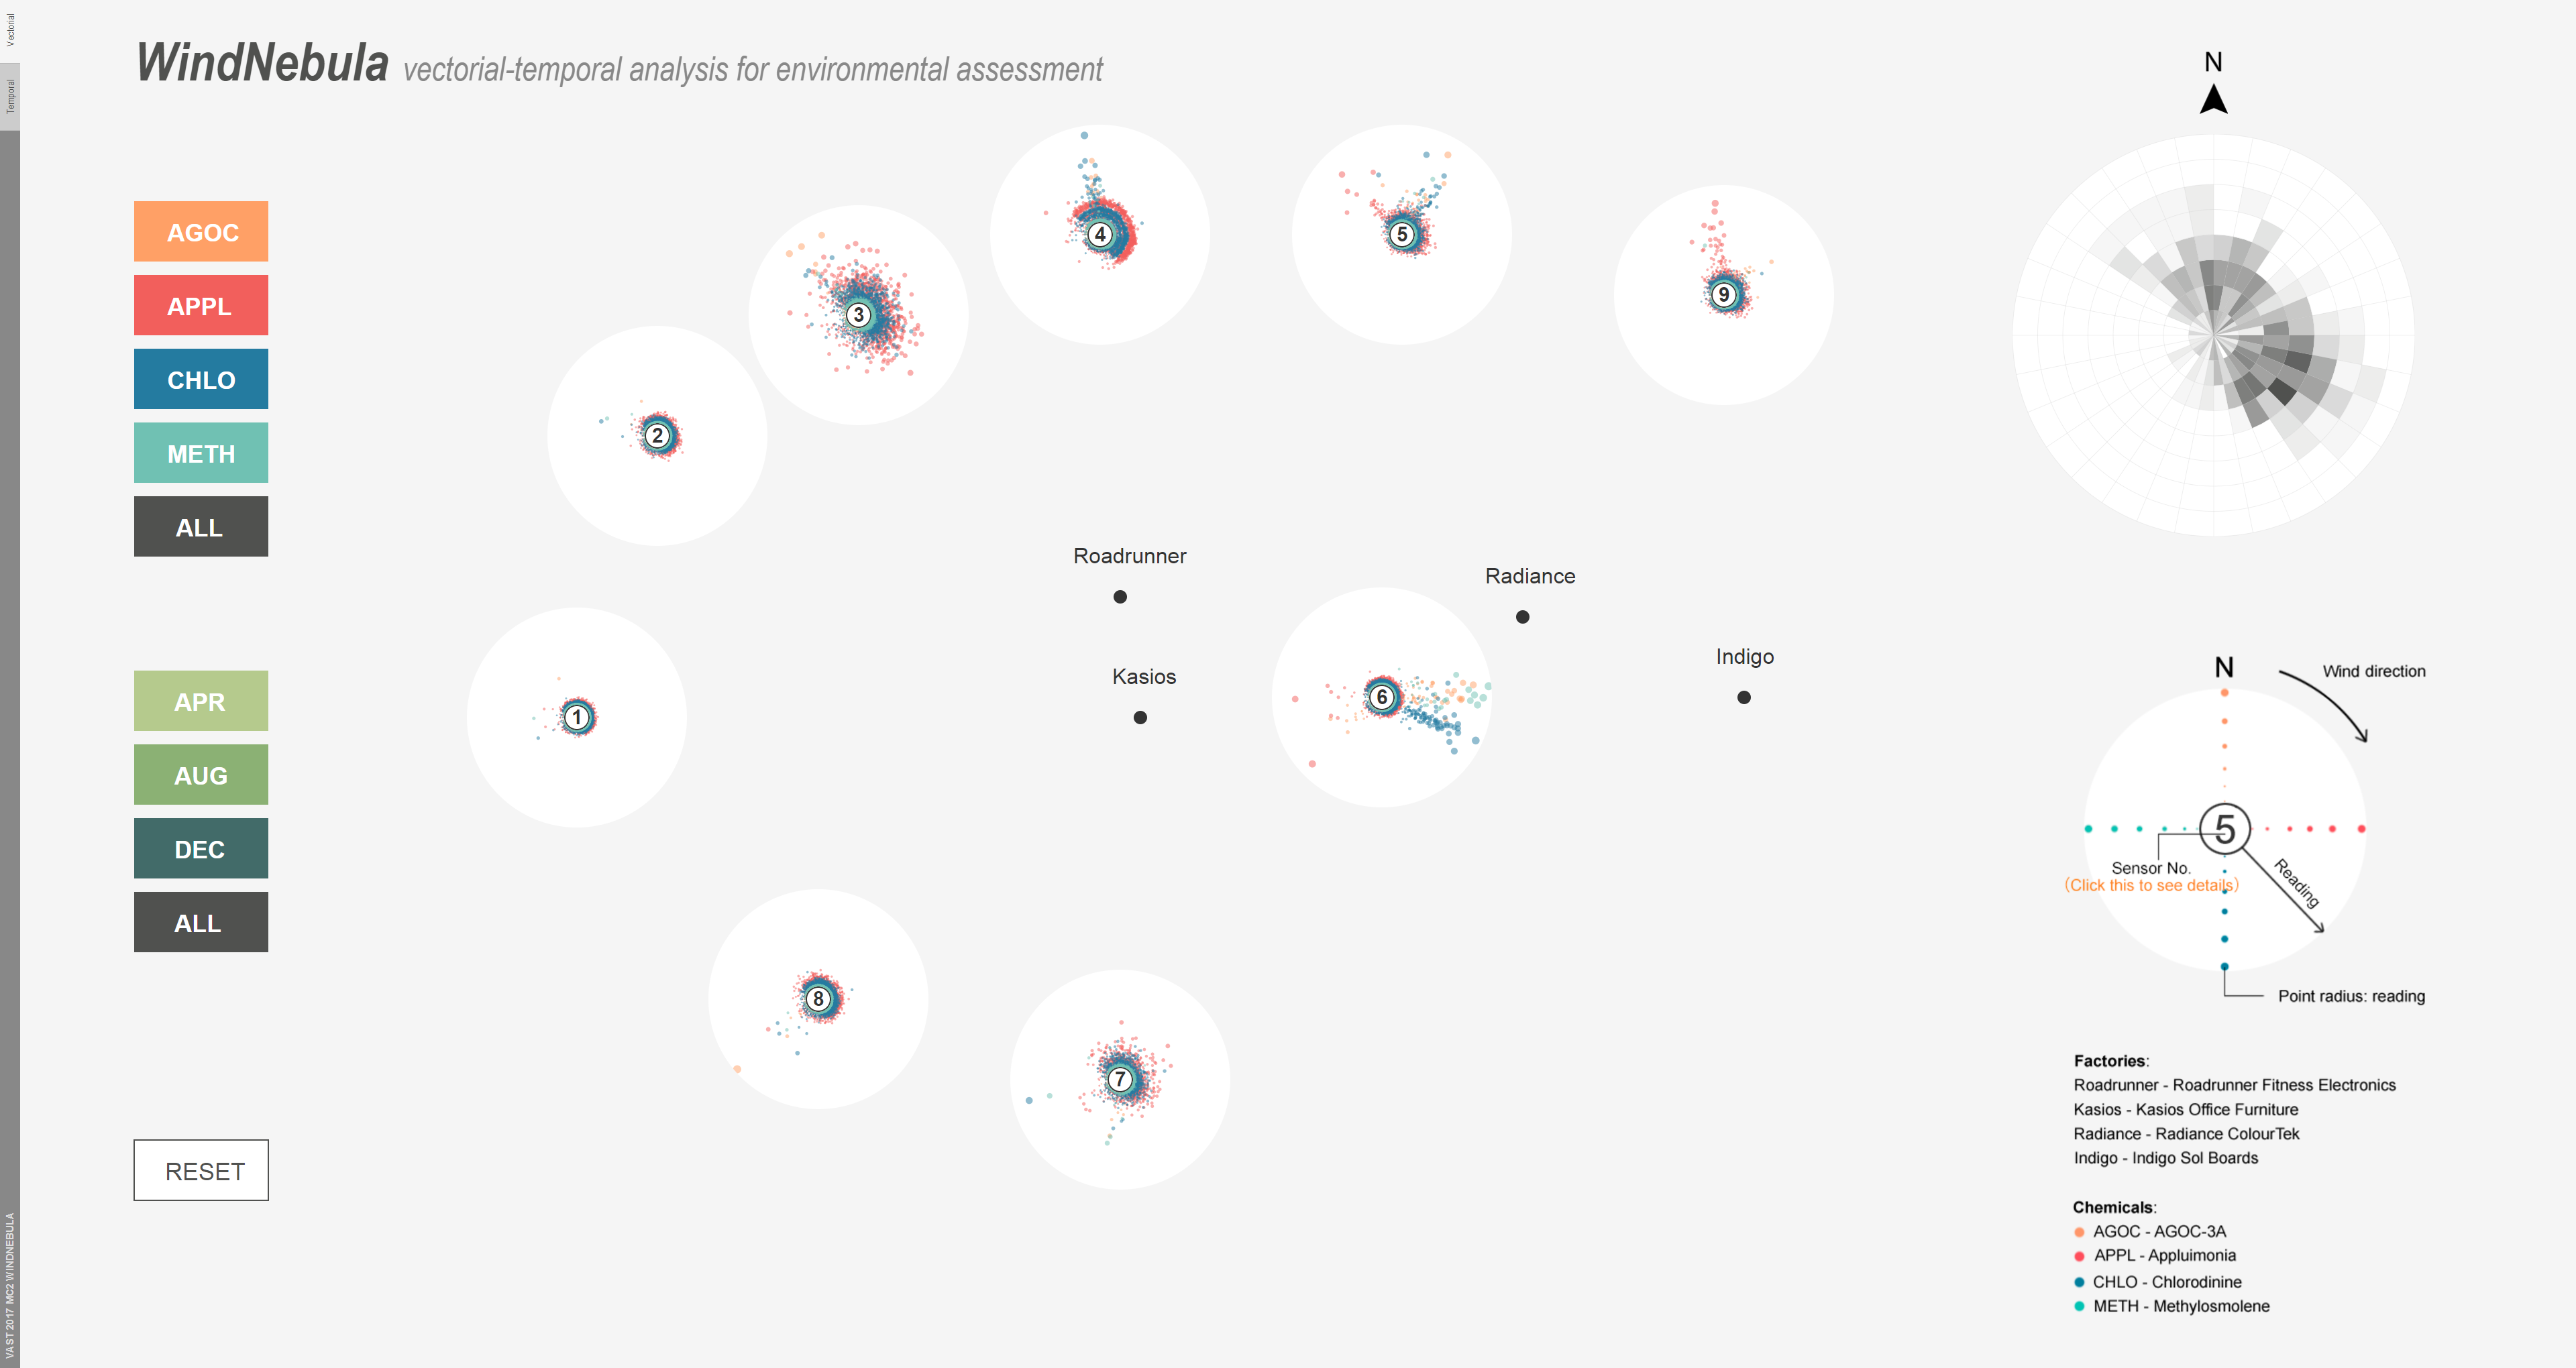 Vectorial
Temporal
WindNebula vectorial-temporal analysis for environmental assessment
AGOC
APPL
CHLO
METH
ALL
APR
AUG
DEC
ALL
RESET
VAST 2017 MC2 WINDNEBULA
1
2
3
4
5
9
Roadrunner
Radiance
Kasios
6
Indigo
8
7
N
N
Wind direction
5
Sensor No.
(Click this to see details)
Reading
Point radius: reading
Factories:
Roadrunner - Roadrunner Fitness Electronics
Kasios - Kasios Office Furniture
Radiance - Radiance ColourTek
Indigo - Indigo Sol Boards
Chemicals:
AGOC - AGOC-3A
APPL - Appluimonia
CHLO - Chlorodinine
METH - Methylosmolene